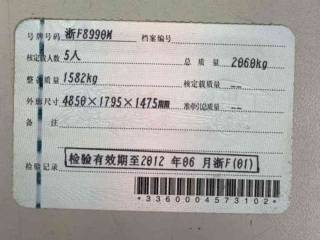 号牌号码 浙F8990M 档案编号
核定载人数 5人 总质量 2060kg
整备质量 1582kg 核定载质量
外廓尺寸 4850×1795×1475 准牵引总质量
备注
检验记录 检验有效期至2012 年06 月浙F(01)
*3360004573102*